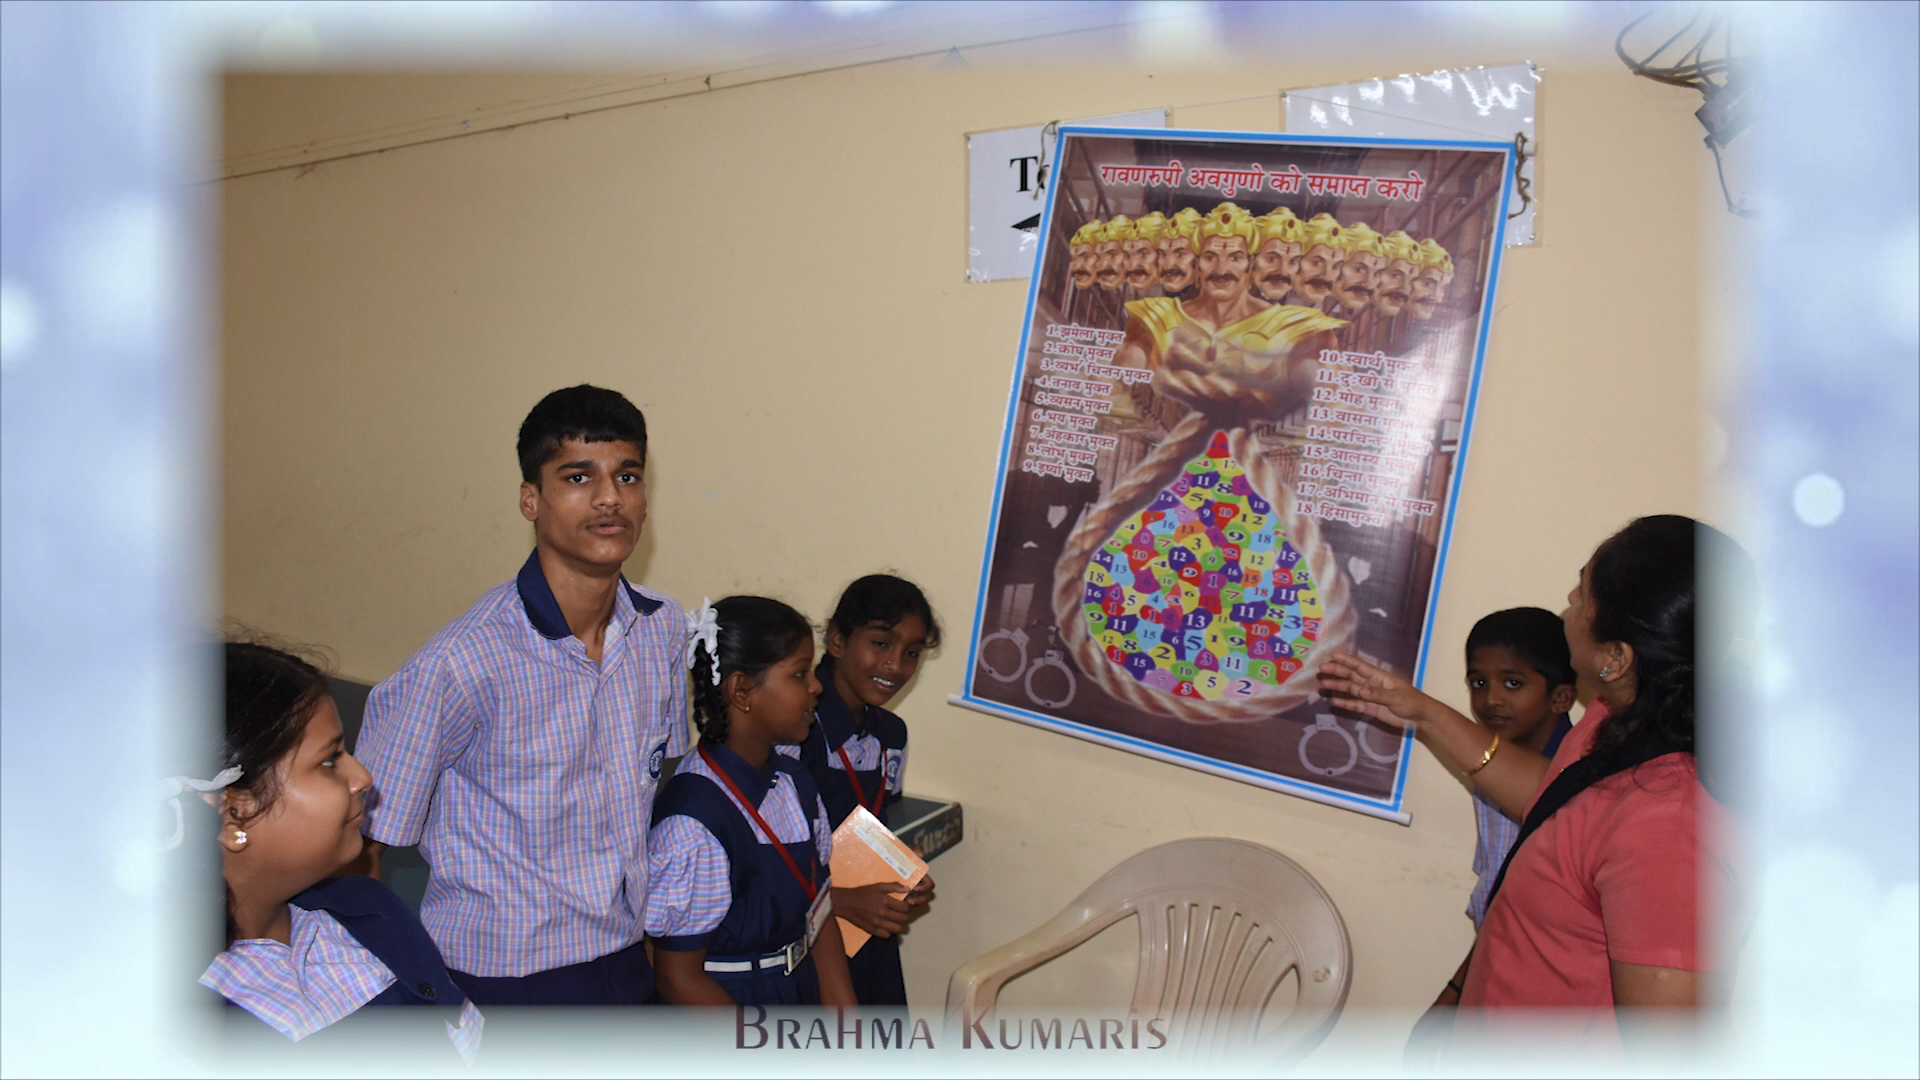 रावणरुपी अवगुणो को समाप्त करो
1.झमेला मुक्त
2.क्रोध मुक्त
3.व्यर्थ चिन्तन मुक्त
4.तनाव मुक्त
5.व्यसन मुक्त
6.भय मुक्त
7.अंहकार मुक्त
8.लोभ मुक्त
9.इर्ष्या मुक्त
10.स्वार्थ मुक्त
11.दुःखो से मुक्त
12.मोह मुक्त
13.वासना मुक्त
14.परचिन्तन मुक्त
15.आलस्य मुक्त
16.चिन्ता मुक्त
17.अभिमान से मुक्त
18.हिंसामुक्त
BRAHMA KUMARIS